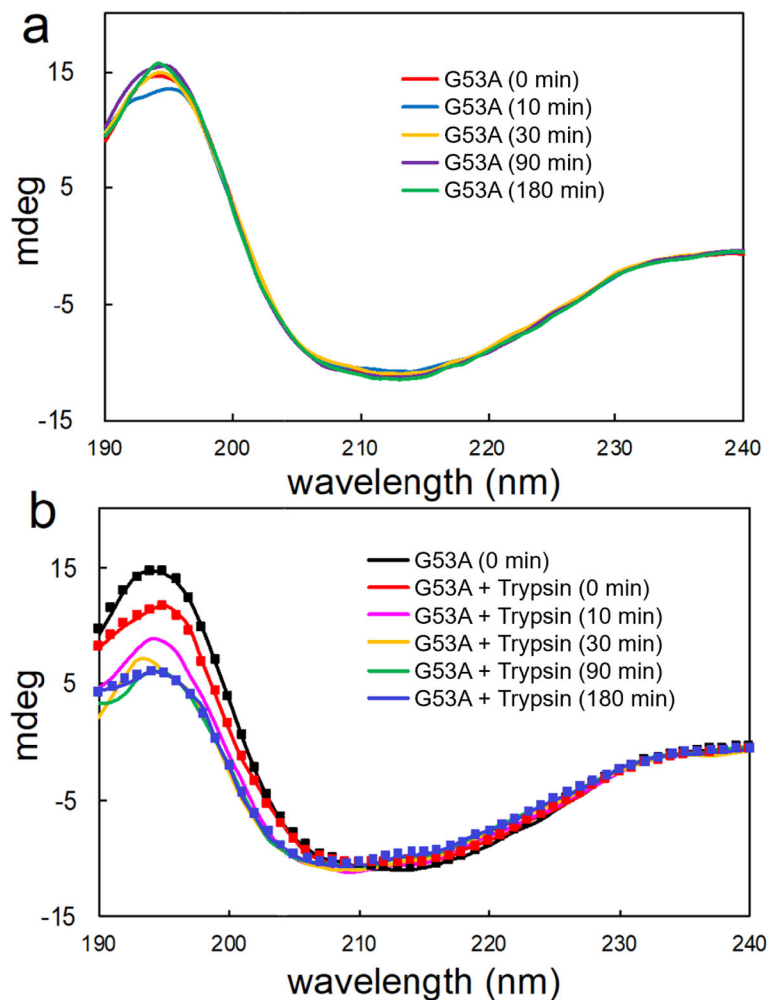 a
15
5
-5
-15
mdeg
G53A (0 min)
G53A (10 min)
G53A (30 min)
G53A (90 min)
G53A (180 min)
190 200 210 220 230 240
wavelength (nm)
b
15
5
-5
-15
mdeg
G53A (0 min)
G53A + Trypsin (0 min)
G53A + Trypsin (10 min)
G53A + Trypsin (30 min)
G53A + Trypsin (90 min)
G53A + Trypsin (180 min)
190 200 210 220 230 240
wavelength (nm)